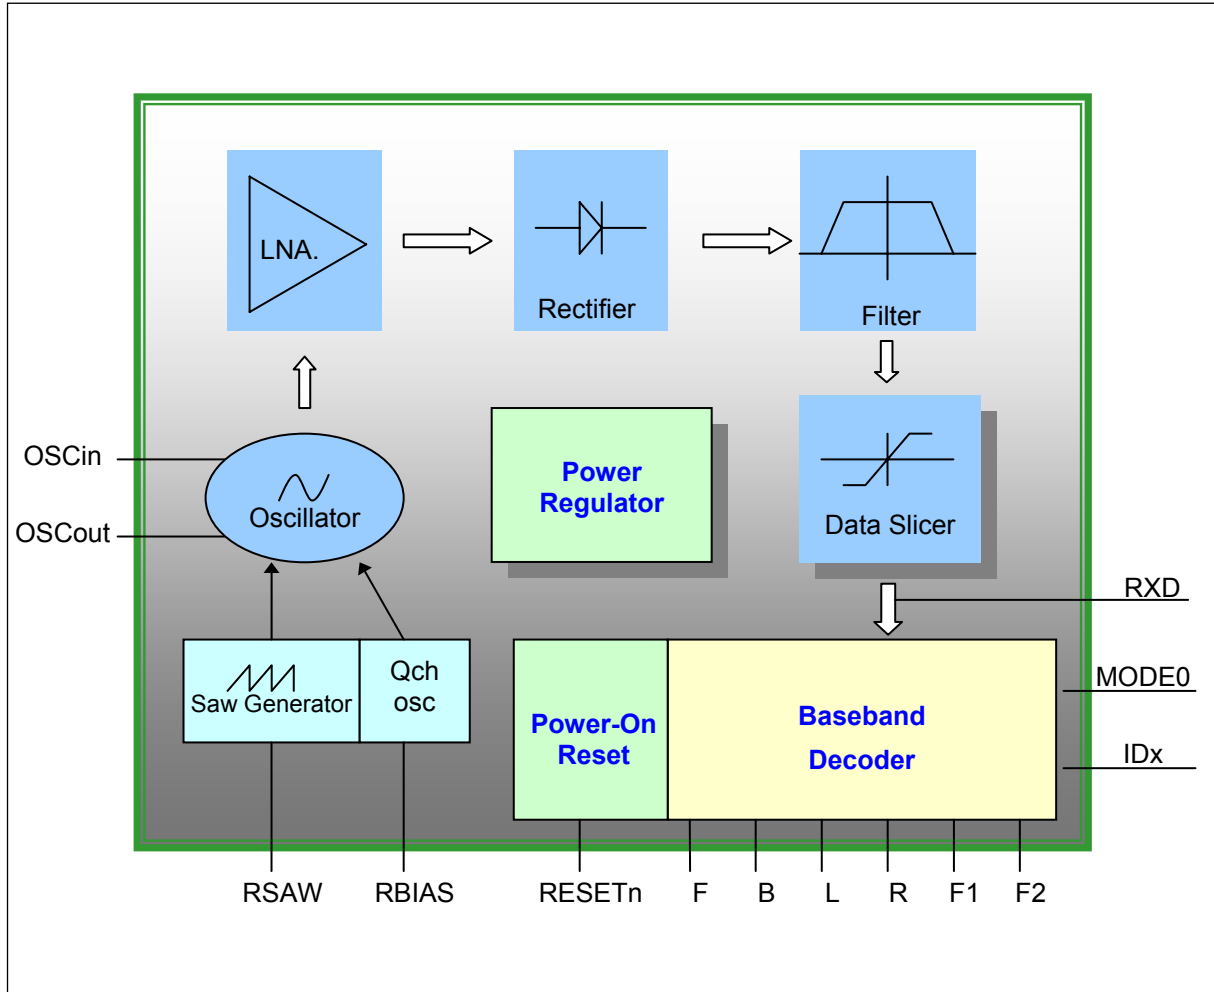 LNA.
Rectifier
Filter
OSCin
OSCout
Oscillator
Power
Regulator
Data Slicer
RXD
MODE0
IDx
Saw Generator
Qch
osc
Power-On
Reset
Baseband
Decoder
RSAW
RBIAS
RESETn
F
B
L
R
F1
F2